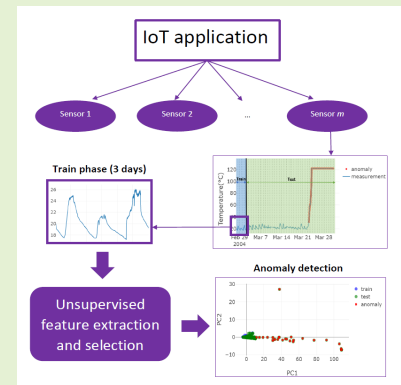 IoT application
Sensor 1
Sensor 2
...
Sensor m
Train phase (3 days)
26
24
22
20
18
Temperature(°C)
120
100
80
60
40
20
Train
Test
anomaly
measurement
Feb 29
2004
Mar 7
Mar 14
Mar 21
Mar 28
Unsupervised
feature extraction
and selection
Anomaly detection
PC2
30
20
10
0
−10
train
test
anomaly
0
20
40
60
80
100
PC1